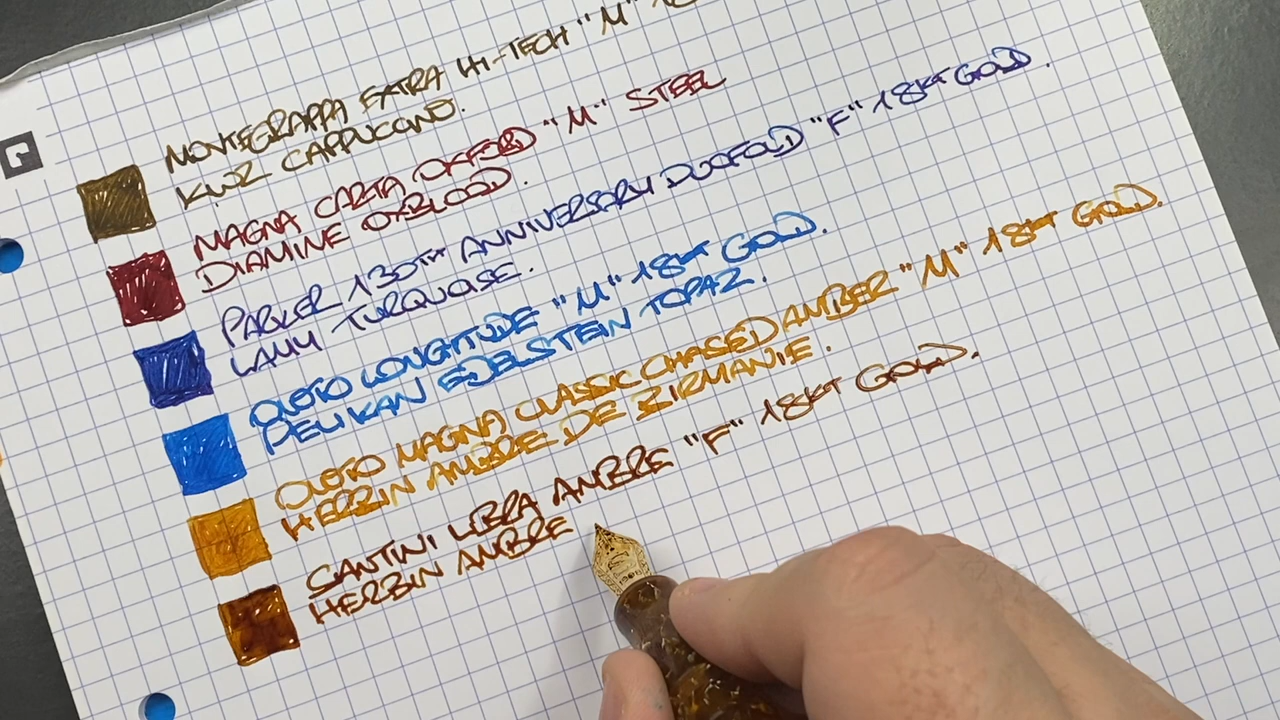 MONTEGRAPPA EXTRA HI-TECH "M"
KWZ CAPPUCCINO.
MAGNA CARTA OXFORD "M" STEEL
DIAMINE OXBLOOD.
PARKER 130TH ANNIVERSARY DUOFOLD "F" 18KT GOLD.
LAMY TURQUOISE.
OLDTO LONGITUDE "M" 18KT GOLD.
PELIKAN EDELSTEIN TOPAZ.
MAGNA CLASSIC CHASED AMBER "M" 18KT GOLD.
HERBIN AMBRE DE BIRMANIE.
SANTINI LIBRA AMBRE "F" 18KT GOLD.
HERBIN AMBRE